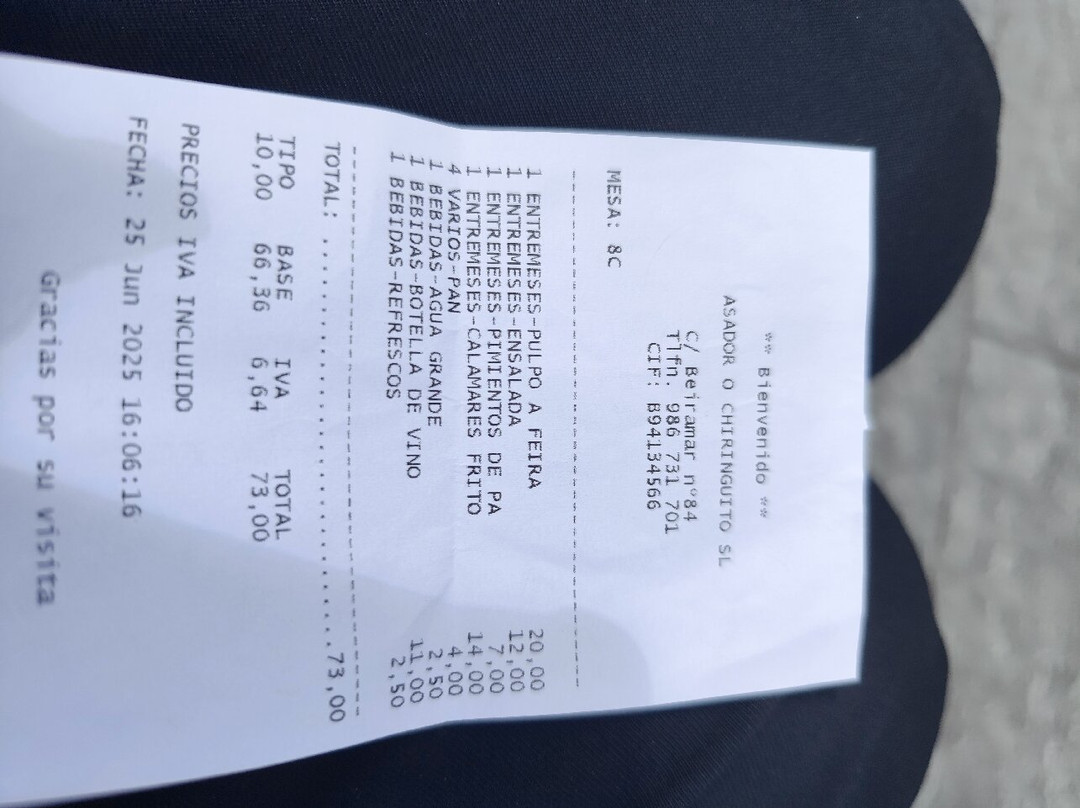 ** Bienvenido **
ASADOR O CHIRINGUITO SL
C/ Beiramar nº84
Tlfn. 986 731 701
CIF: B94134566
MESA: 8C
1 ENTREMESES-PULPO A FEIRA 20,00
1 ENTREMESES-ENSALADA 12,00
1 ENTREMESES-PIMIENTOS DE PA 7,00
1 ENTREMESES-CALAMARES FRITO 14,00
4 VARIOS-PAN 4,00
1 BEBIDAS-AGUA GRANDE 2,50
1 BEBIDAS-BOTELLA DE VINO 11,00
1 BEBIDAS-REFRESCOS 2,50
TOTAL: ...................................73,00
TIPO BASE IVA TOTAL
10,00 66,36 6,64 73,00
PRECIOS IVA INCLUIDO
FECHA: 25 Jun 2025 16:06:16
Gracias por su visita